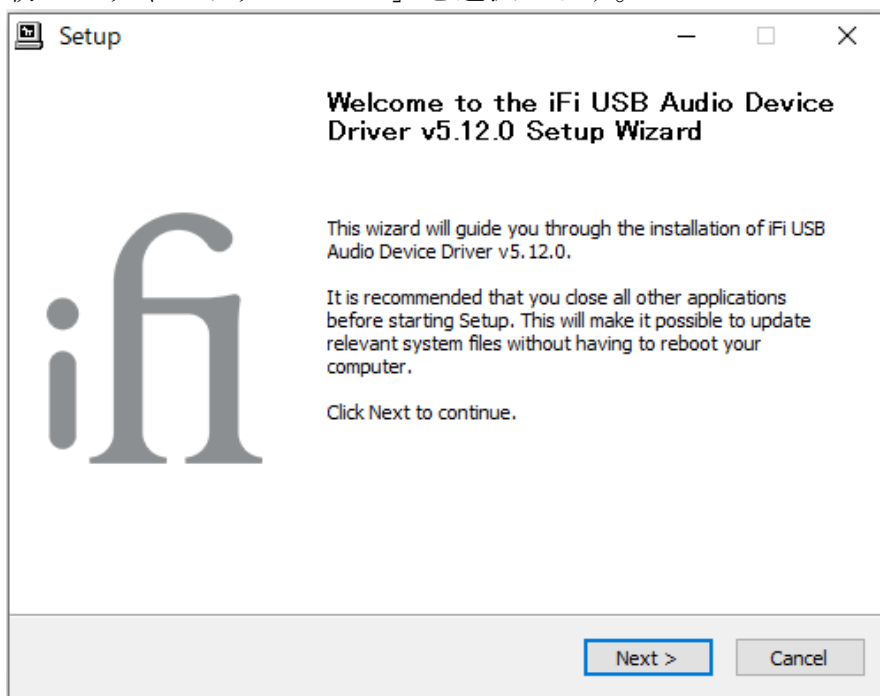 Setup
Welcome to the iFi USB Audio Device
Driver v5.12.0 Setup Wizard
This wizard will guide you through the installation of iFi USB
Audio Device Driver v5.12.0.
It is recommended that you close all other applications
before starting Setup. This will make it possible to update
relevant system files without having to reboot your
computer.
Click Next to continue.
ifi
Next >
Cancel